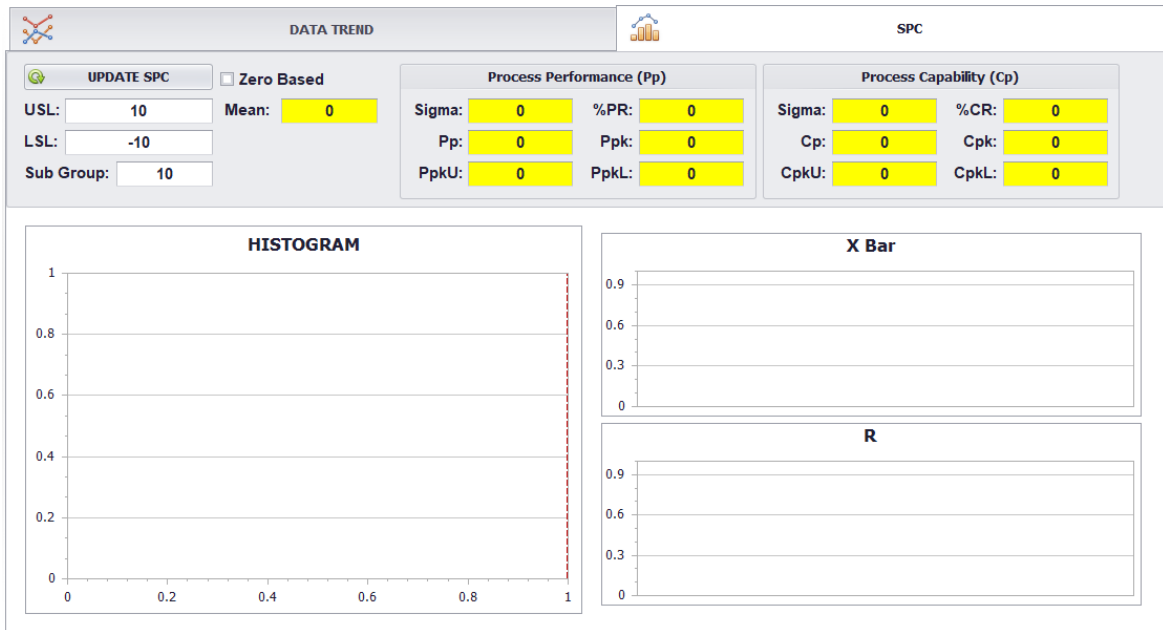 DATA TREND
SPC
UPDATE SPC
Zero Based
USL: 10
Mean: 0
LSL: -10
Sub Group: 10
Process Performance (Pp)
Sigma: 0 %PR: 0
Pp: 0 Ppk: 0
PpkU: 0 PpkL: 0
Process Capability (Cp)
Sigma: 0 %CR: 0
Cp: 0 Cpk: 0
CpkU: 0 CpkL: 0
HISTOGRAM
1
0.8
0.6
0.4
0.2
0
0 0.2 0.4 0.6 0.8 1
X Bar
0.9
0.6
0.3
0
R
0.9
0.6
0.3
0